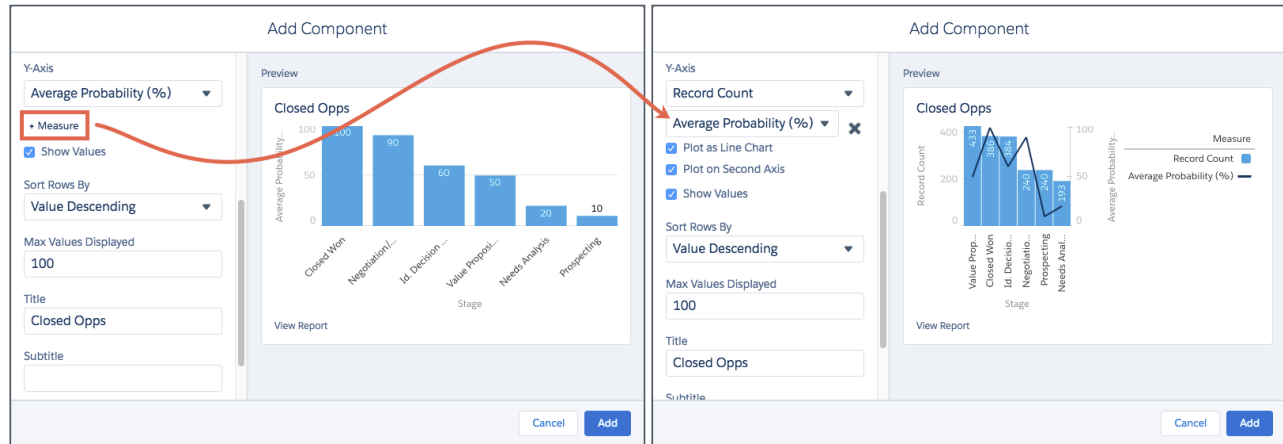 Add Component
Y-Axis
Average Probability (%)
+ Measure
Show Values
Sort Rows By
Value Descending
Max Values Displayed
100
Title
Closed Opps
Subtitle
Preview
Closed Opps
Average Probability...
100
50
0
100
90
60
50
20
10
Closed Won
Negotiation/...
Id. Decision ...
Value Proposi...
Needs Analysis
Prospecting
Stage
View Report
Cancel
Add
Add Component
Y-Axis
Record Count
Average Probability (%)
Plot as Line Chart
Plot on Second Axis
Show Values
Sort Rows By
Value Descending
Max Values Displayed
100
Title
Closed Opps
Subtitle
Preview
Closed Opps
Record Count
400
200
0
433
386
384
240
240
193
100
50
0
Average Probability...
Value Prop...
Closed Won
Id. Decisio...
Negotiatio...
Prospecting
Needs Anal...
Stage
Measure
Record Count
Average Probability (%)
View Report
Cancel
Add